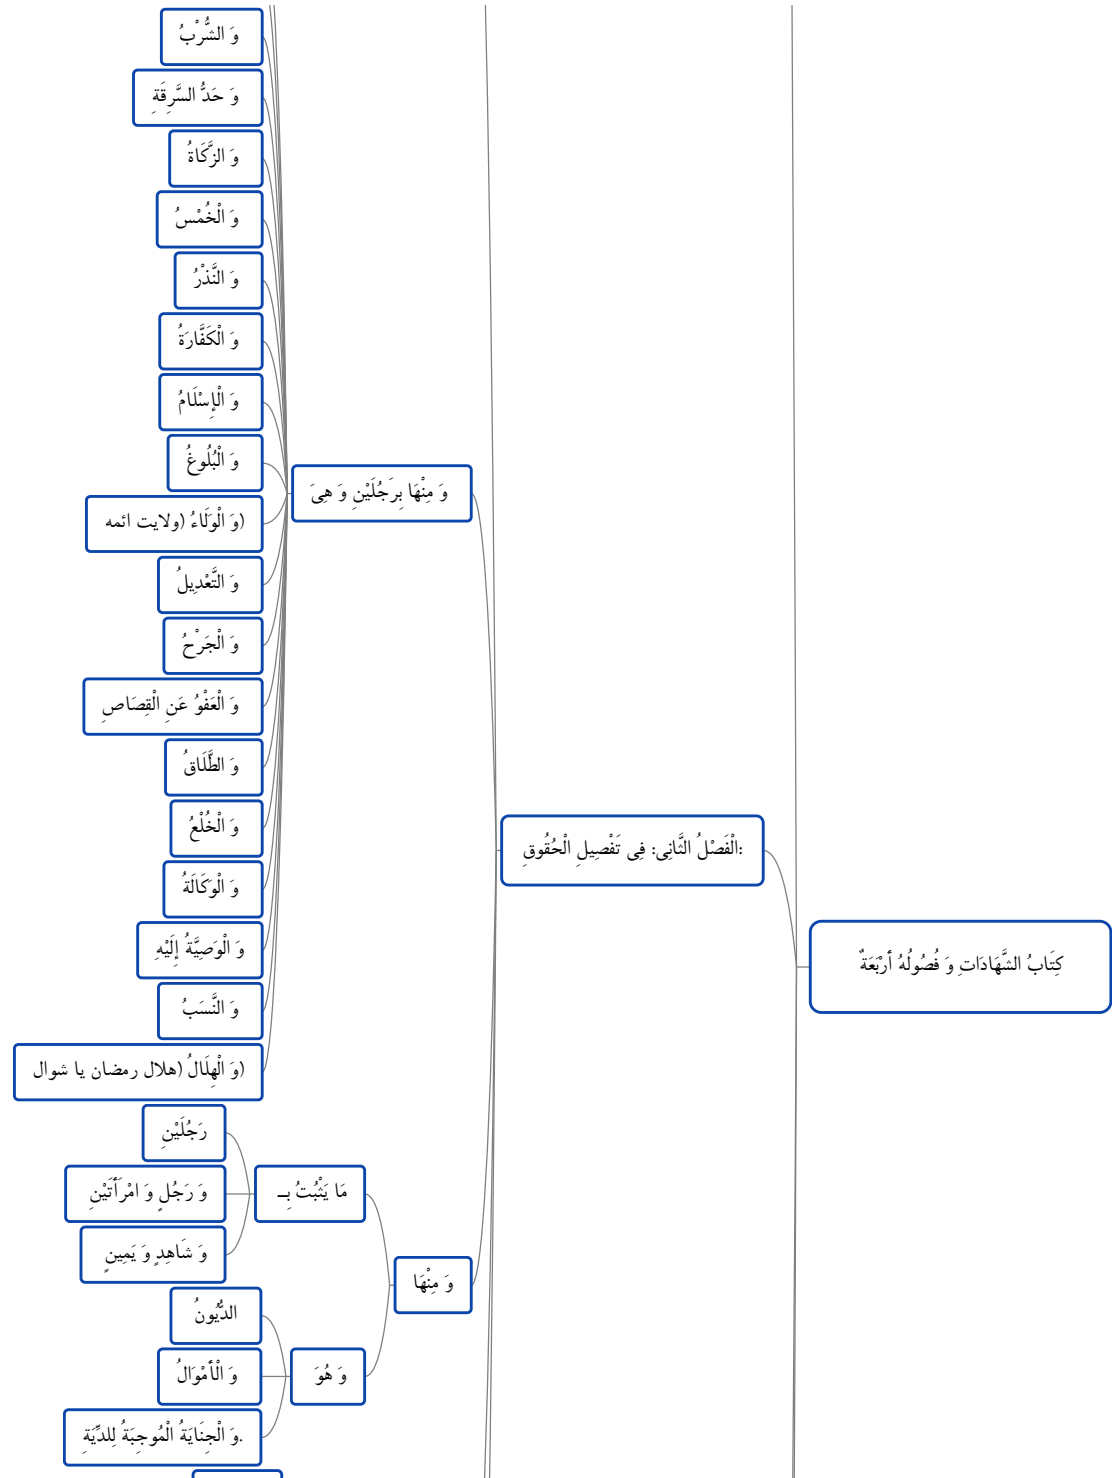 كِتَابُ الشَّهَادَاتِ وَ فُصُولُهُ أَرْبَعَةٌ
الْفَصْلُ الثَّانِی: فِی تَفْصِيلِ الْحُقُوقِ:
وَ مِنْهَا بِرَجُلَيْنِ وَ هِیَ
وَ الشُّرْبُ
وَ حَدُّ السَّرِقَةِ
وَ الزَّكَاةُ
وَ الْخُمْسُ
وَ النَّذْرُ
وَ الْكَفَّارَةُ
وَ الْإِسْلَامُ
وَ الْبُلُوغُ
وَ الْوَلَاءُ (ولايت ائمه)
وَ التَّعْدِيلُ
وَ الْجَرْحُ
وَ الْعَفْوُ عَنِ الْقِصَاصِ
وَ الطَّلَاقُ
وَ الْخُلْعُ
وَ الْوَكَالَةُ
وَ الْوَصِيَّةُ إِلَيْهِ
وَ النَّسَبُ
وَ الْهِلَالُ (هلال رمضان يا شوال)
وَ مِنْهَا
مَا يَثْبُتُ بِـ
رَجُلَيْنِ
وَ رَجُلٍ وَ امْرَأَتَيْنِ
وَ شَاهِدٍ وَ يَمِينٍ
وَ هُوَ
الدُّيُونُ
وَ الْأَمْوَالُ
وَ الْجِنَايَةُ الْمُوجِبَةُ لِلدِّيَةِ.